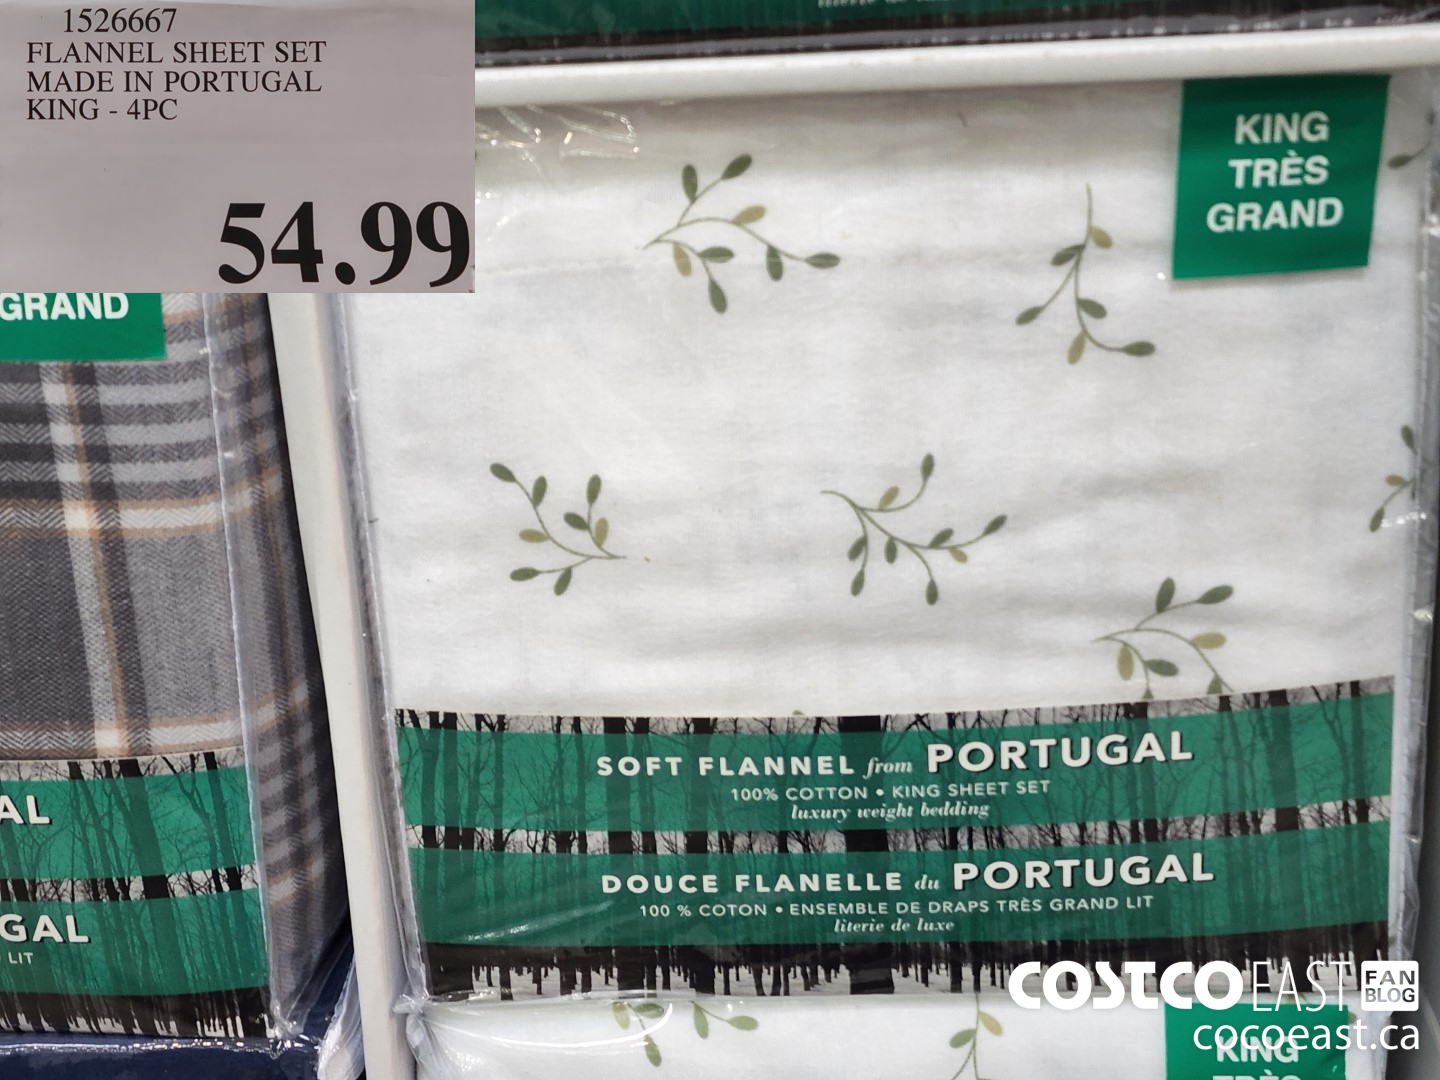 1526667
FLANNEL SHEET SET
MADE IN PORTUGAL
KING - 4PC
54.99
GRAND
KING
TRÈS
GRAND
SOFT FLANNEL from PORTUGAL
100% COTTON • KING SHEET SET
luxury weight bedding
DOUCE FLANELLE du PORTUGAL
100 % COTON • ENSEMBLE DE DRAPS TRÈS GRAND LIT
literie de luxe
AL
GAL
LIT
COSTCO EAST FAN
BLOG
cocoeast.ca
KING
TRÈS